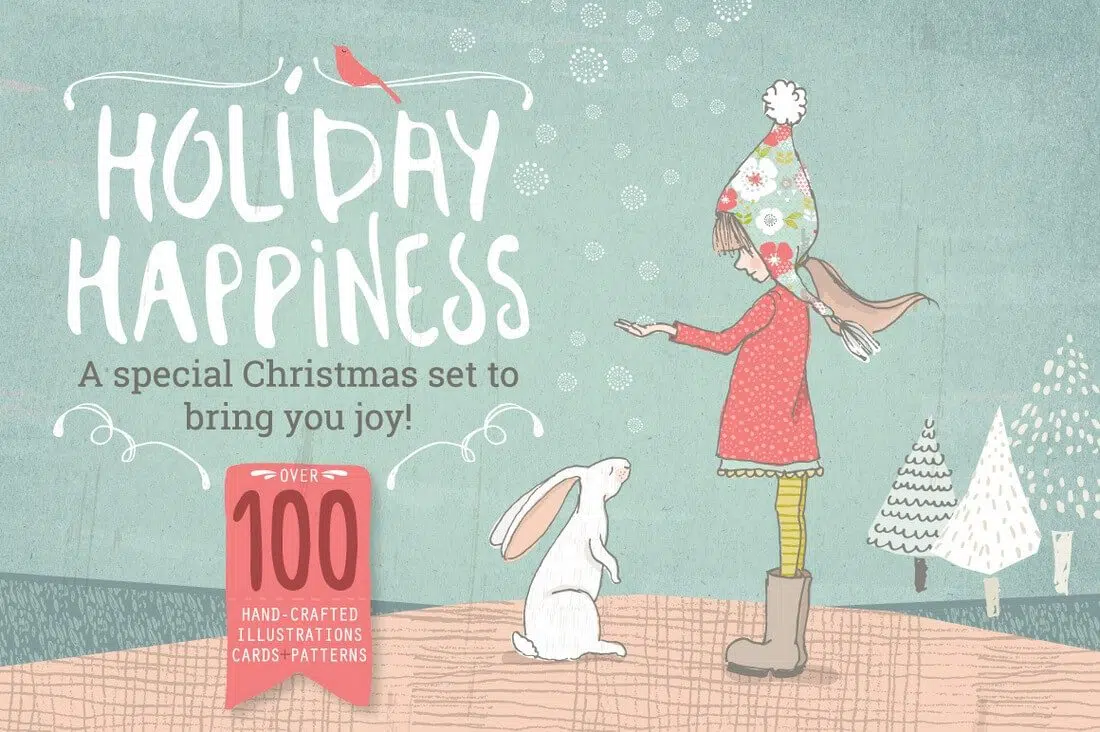 HOLiDAY
HAPPiNESS
A special Christmas set to
bring you joy!
OVER
100
HAND-CRAFTED
ILLUSTRATIONS
CARDS+PATTERNS